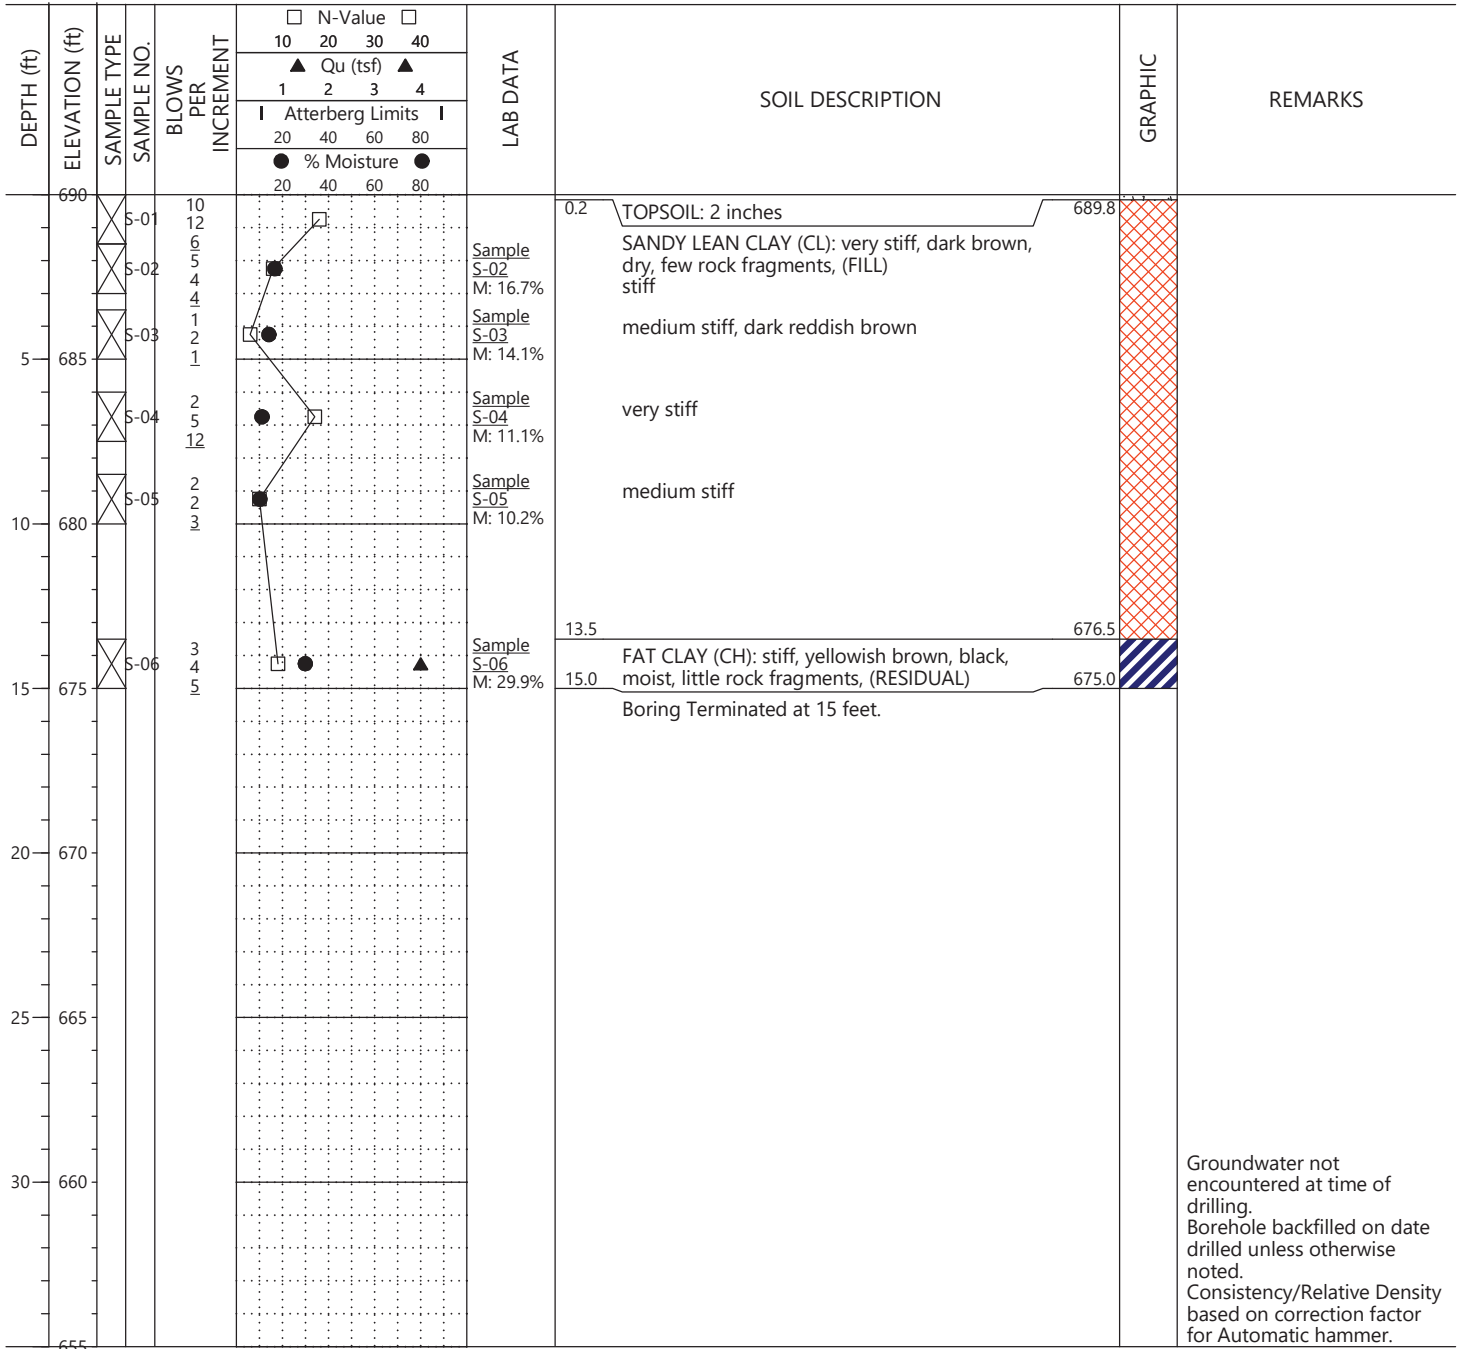 DEPTH (ft)
ELEVATION (ft)
SAMPLE TYPE
SAMPLE NO.
BLOWS
PER
INCREMENT
N-Value
10 20 30 40
Qu (tsf)
1 2 3 4
Atterberg Limits
20 40 60 80
% Moisture
20 40 60 80
LAB DATA
SOIL DESCRIPTION
GRAPHIC
REMARKS
690
S-01
10
12
6
0.2 TOPSOIL: 2 inches 689.8
SANDY LEAN CLAY (CL): very stiff, dark brown,
dry, few rock fragments, (FILL)
S-02
5
4
4
Sample
S-02
M: 16.7%
stiff
S-03
1
2
1
Sample
S-03
M: 14.1%
medium stiff, dark reddish brown
5 685
S-04
2
5
12
Sample
S-04
M: 11.1%
very stiff
S-05
2
2
3
Sample
S-05
M: 10.2%
medium stiff
10 680
13.5 676.5
S-06
3
4
5
Sample
S-06
M: 29.9%
FAT CLAY (CH): stiff, yellowish brown, black,
moist, little rock fragments, (RESIDUAL)
15 675
15.0 675.0
Boring Terminated at 15 feet.
20 670
25 665
30 660
655
Groundwater not
encountered at time of
drilling.
Borehole backfilled on date
drilled unless otherwise
noted.
Consistency/Relative Density
based on correction factor
for Automatic hammer.